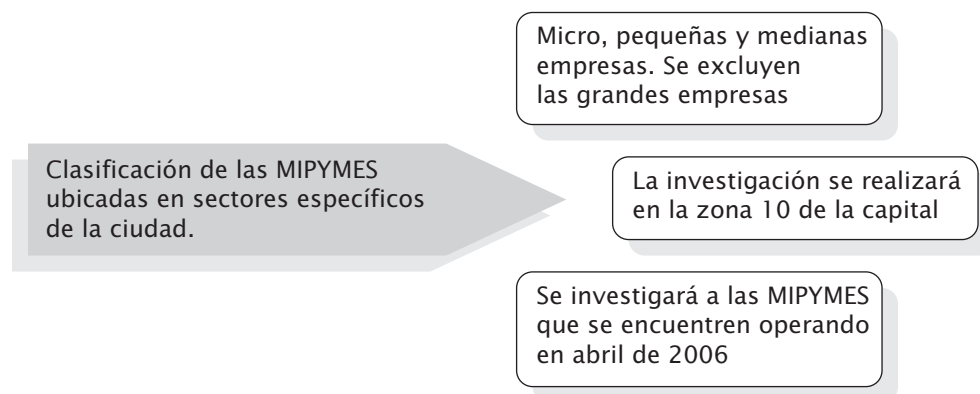 Micro, pequeñas y medianas
empresas. Se excluyen
las grandes empresas
Clasificación de las MIPYMES
ubicadas en sectores específicos
de la ciudad.
La investigación se realizará
en la zona 10 de la capital
Se investigará a las MIPYMES
que se encuentren operando
en abril de 2006